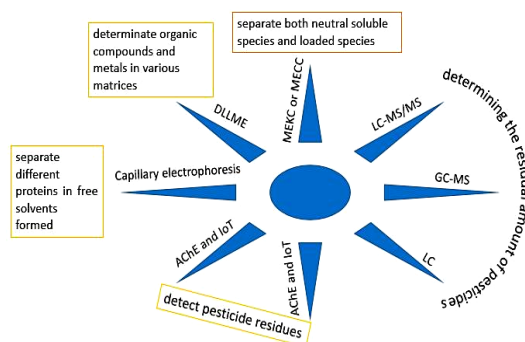 determinate organic
compounds and
metals in various
matrices
separate both neutral soluble
species and loaded species
DLLME
MEKC or MECC
LC-MS/MS
determining the residual amount of pesticides
separate
different
proteins in free
solvents
formed
Capillary electrophoresis
GC-MS
AChE and IoT
AChE and IoT
LC
detect pesticide residues